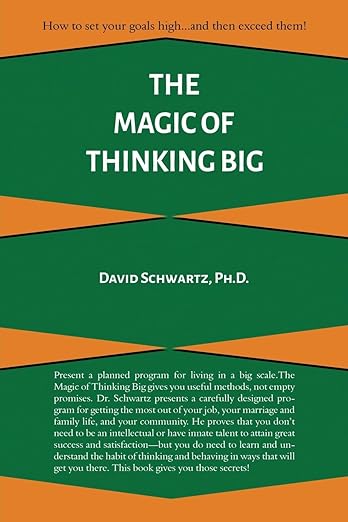 How to set your goals high...and then exceed them!
THE
MAGIC OF
THINKING BIG
DAVID SCHWARTZ, PH.D.
Present a planned program for living in a big scale.The
Magic of Thinking Big gives you useful methods, not empty
promises. Dr. Schwartz presents a carefully designed pro-
gram for getting the most out of your job, your marriage and
family life, and your community. He proves that you don't
need to be an intellectual or have innate talent to attain great
success and satisfaction—but you do need to learn and un-
derstand the habit of thinking and behaving in ways that will
get you there. This book gives you those secrets!